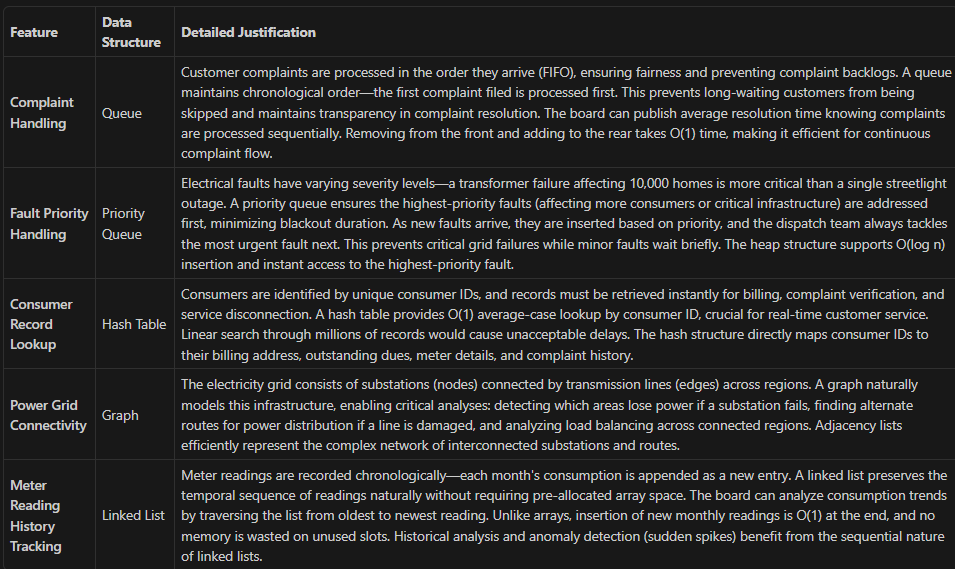 Feature
Data
Structure
Detailed Justification
Complaint
Handling
Queue
Customer complaints are processed in the order they arrive (FIFO), ensuring fairness and preventing complaint backlogs. A queue
maintains chronological order—the first complaint filed is processed first. This prevents long-waiting customers from being
skipped and maintains transparency in complaint resolution. The board can publish average resolution time knowing complaints
are processed sequentially. Removing from the front and adding to the rear takes O(1) time, making it efficient for continuous
complaint flow.
Fault Priority
Handling
Priority
Queue
Electrical faults have varying severity levels—a transformer failure affecting 10,000 homes is more critical than a single streetlight
outage. A priority queue ensures the highest-priority faults (affecting more consumers or critical infrastructure) are addressed
first, minimizing blackout duration. As new faults arrive, they are inserted based on priority, and the dispatch team always tackles
the most urgent fault next. This prevents critical grid failures while minor faults wait briefly. The heap structure supports O(log n)
insertion and instant access to the highest-priority fault.
Consumer
Record
Lookup
Hash Table
Consumers are identified by unique consumer IDs, and records must be retrieved instantly for billing, complaint verification, and
service disconnection. A hash table provides O(1) average-case lookup by consumer ID, crucial for real-time customer service.
Linear search through millions of records would cause unacceptable delays. The hash structure directly maps consumer IDs to
their billing address, outstanding dues, meter details, and complaint history.
Power Grid
Connectivity
Graph
The electricity grid consists of substations (nodes) connected by transmission lines (edges) across regions. A graph naturally
models this infrastructure, enabling critical analyses: detecting which areas lose power if a substation fails, finding alternate
routes for power distribution if a line is damaged, and analyzing load balancing across connected regions. Adjacency lists
efficiently represent the complex network of interconnected substations and routes.
Meter
Reading
History
Tracking
Linked List
Meter readings are recorded chronologically—each month's consumption is appended as a new entry. A linked list preserves the
temporal sequence of readings naturally without requiring pre-allocated array space. The board can analyze consumption trends
by traversing the list from oldest to newest reading. Unlike arrays, insertion of new monthly readings is O(1) at the end, and no
memory is wasted on unused slots. Historical analysis and anomaly detection (sudden spikes) benefit from the sequential nature
of linked lists.